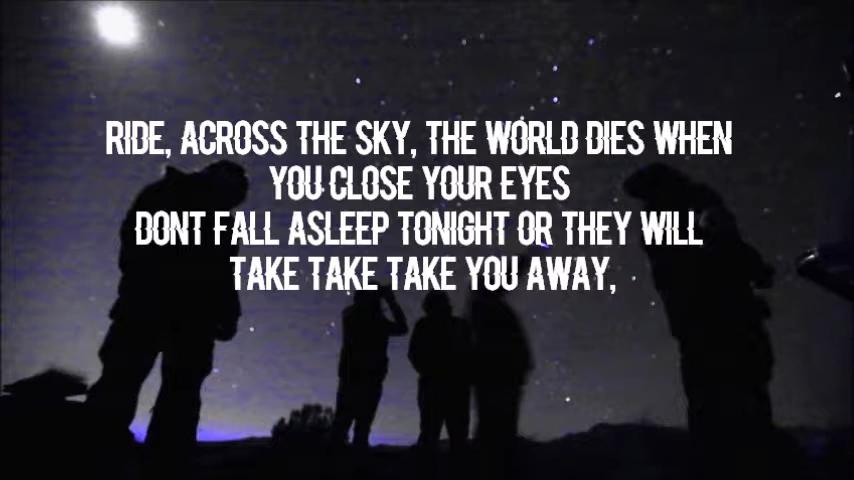 RIDE, ACROSS THE SKY, THE WORLD DIES WHEN
YOU CLOSE YOUR EYES
DONT FALL ASLEEP TONIGHT OR THEY WILL
TAKE TAKE TAKE YOU AWAY,